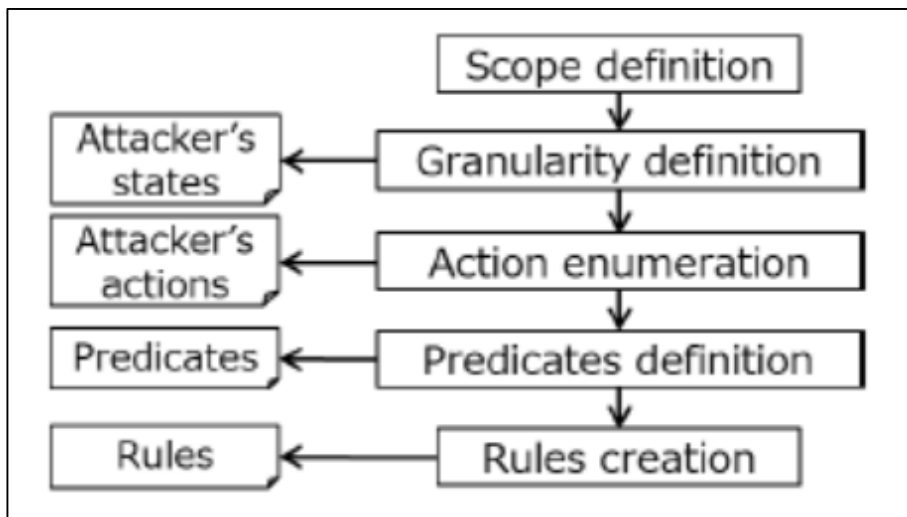 Scope definition
Attacker's
states
Granularity definition
Attacker's
actions
Action enumeration
Predicates
Predicates definition
Rules
Rules creation